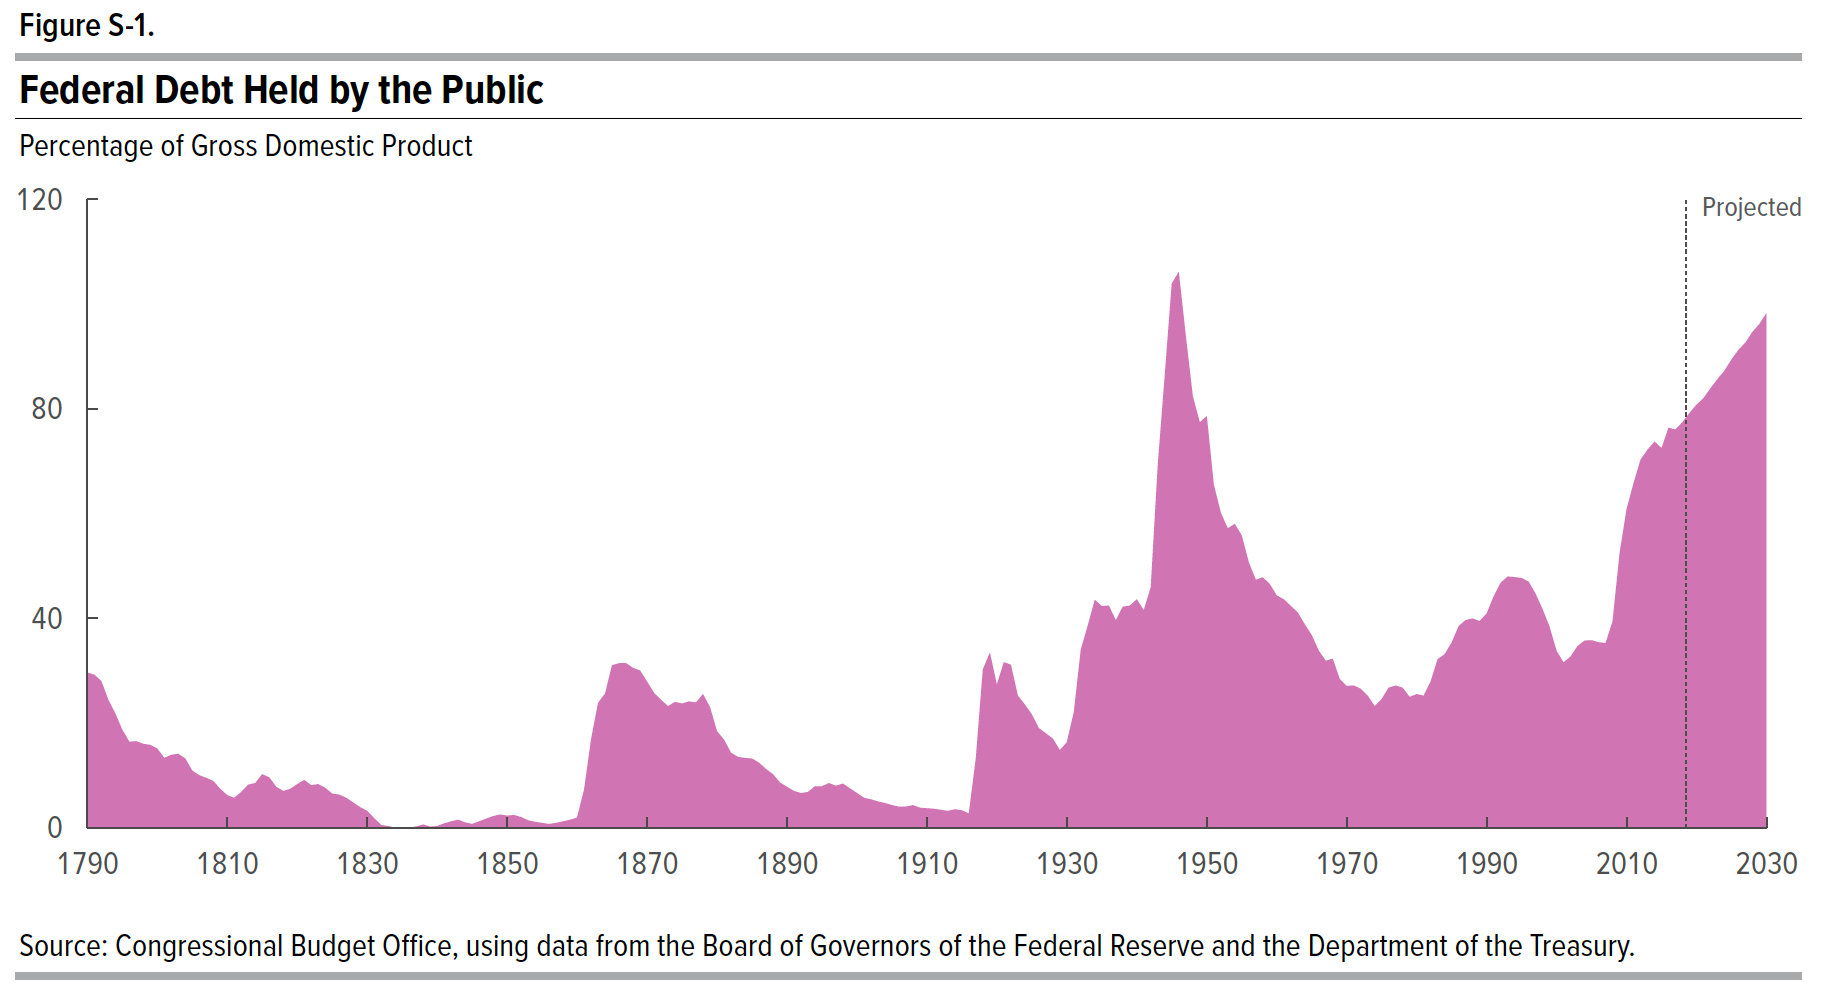 Figure S-1.
Federal Debt Held by the Public
Percentage of Gross Domestic Product
120
Projected
80
40
0
1790 1810 1830 1850 1870 1890 1910 1930 1950 1970 1990 2010 2030
Source: Congressional Budget Office, using data from the Board of Governors of the Federal Reserve and the Department of the Treasury.